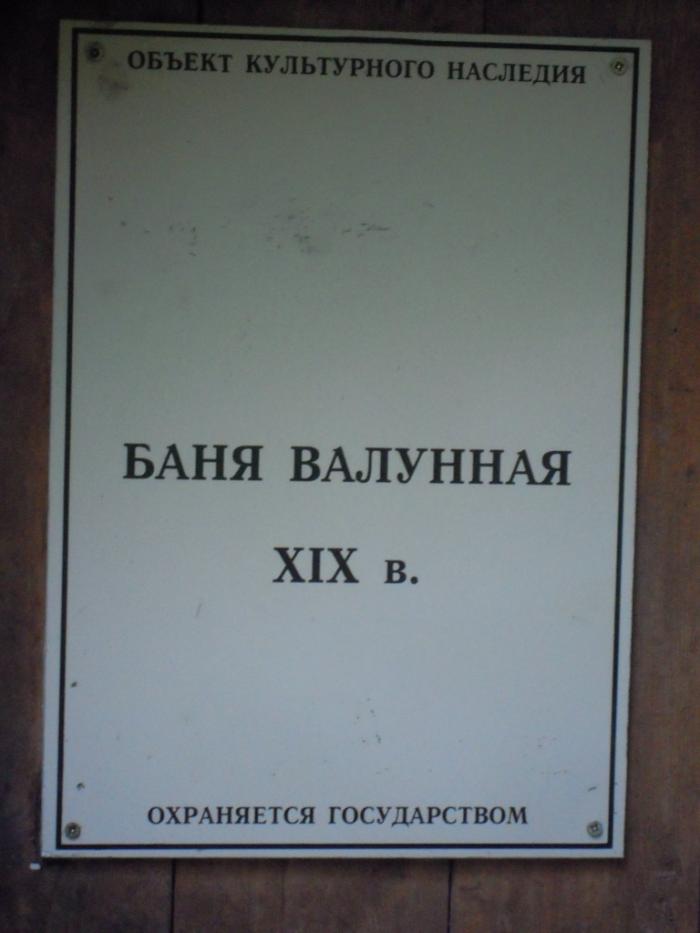 ОБЪЕКТ КУЛЬТУРНОГО НАСЛЕДИЯ
БАНЯ ВАЛУННАЯ
XIX в.
ОХРАНЯЕТСЯ ГОСУДАРСТВОМ